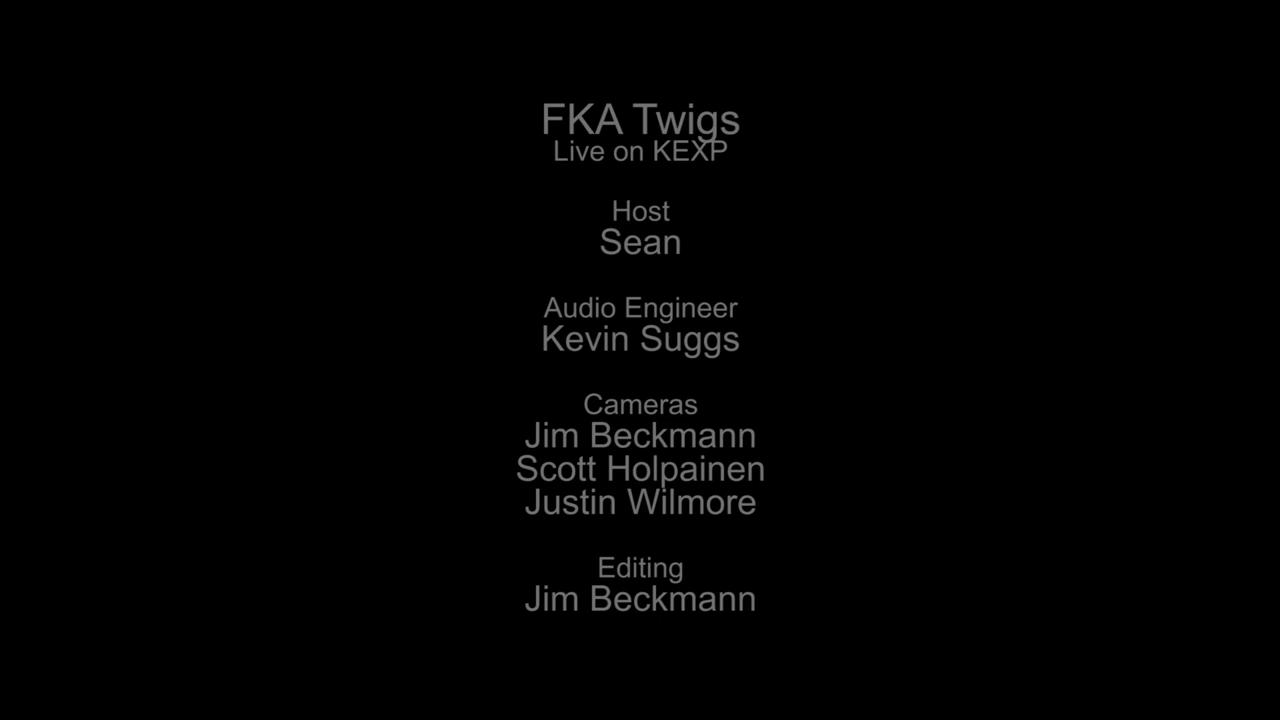 FKA Twigs
Live on KEXP
Host
Sean
Audio Engineer
Kevin Suggs
Cameras
Jim Beckmann
Scott Holpainen
Justin Wilmore
Editing
Jim Beckmann